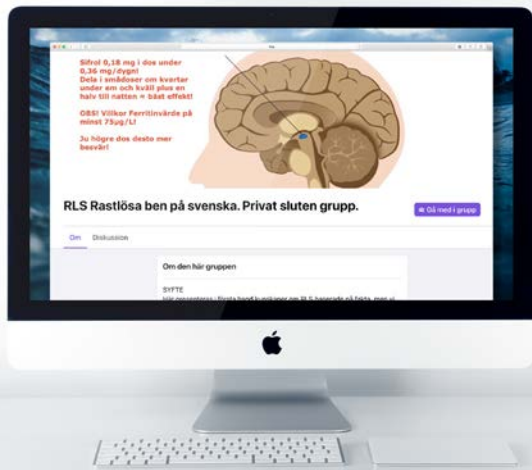 Sifrol 0,18 mg i dos under
0,36 mg/dygn!
Dela i smådoser om kvartar
under em och kväll plus en
halv till natten = bäst effekt!
OBS! Villkor Ferritinvärde på
minst 75µg/L!
Ju högre dos desto mer
besvär!
RLS Rastlösa ben på svenska. Privat sluten grupp.
Gå med i grupp
Om Diskussion
Om den här gruppen
SYFTE